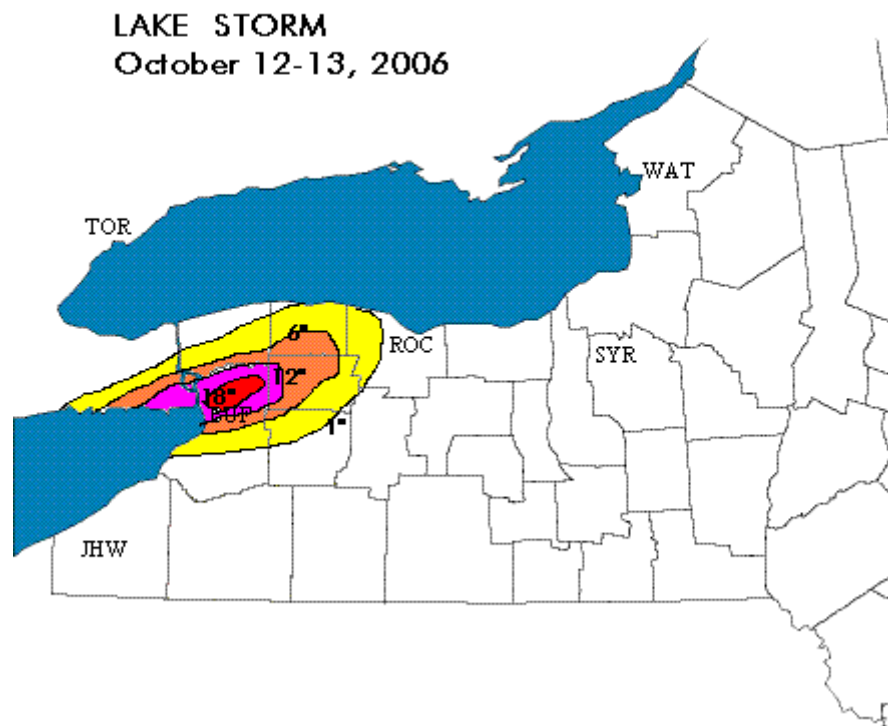 LAKE STORM
October 12-13, 2006
WAT
TOR
6"
ROC
SYR
12"
18"
BUF
1"
JHW